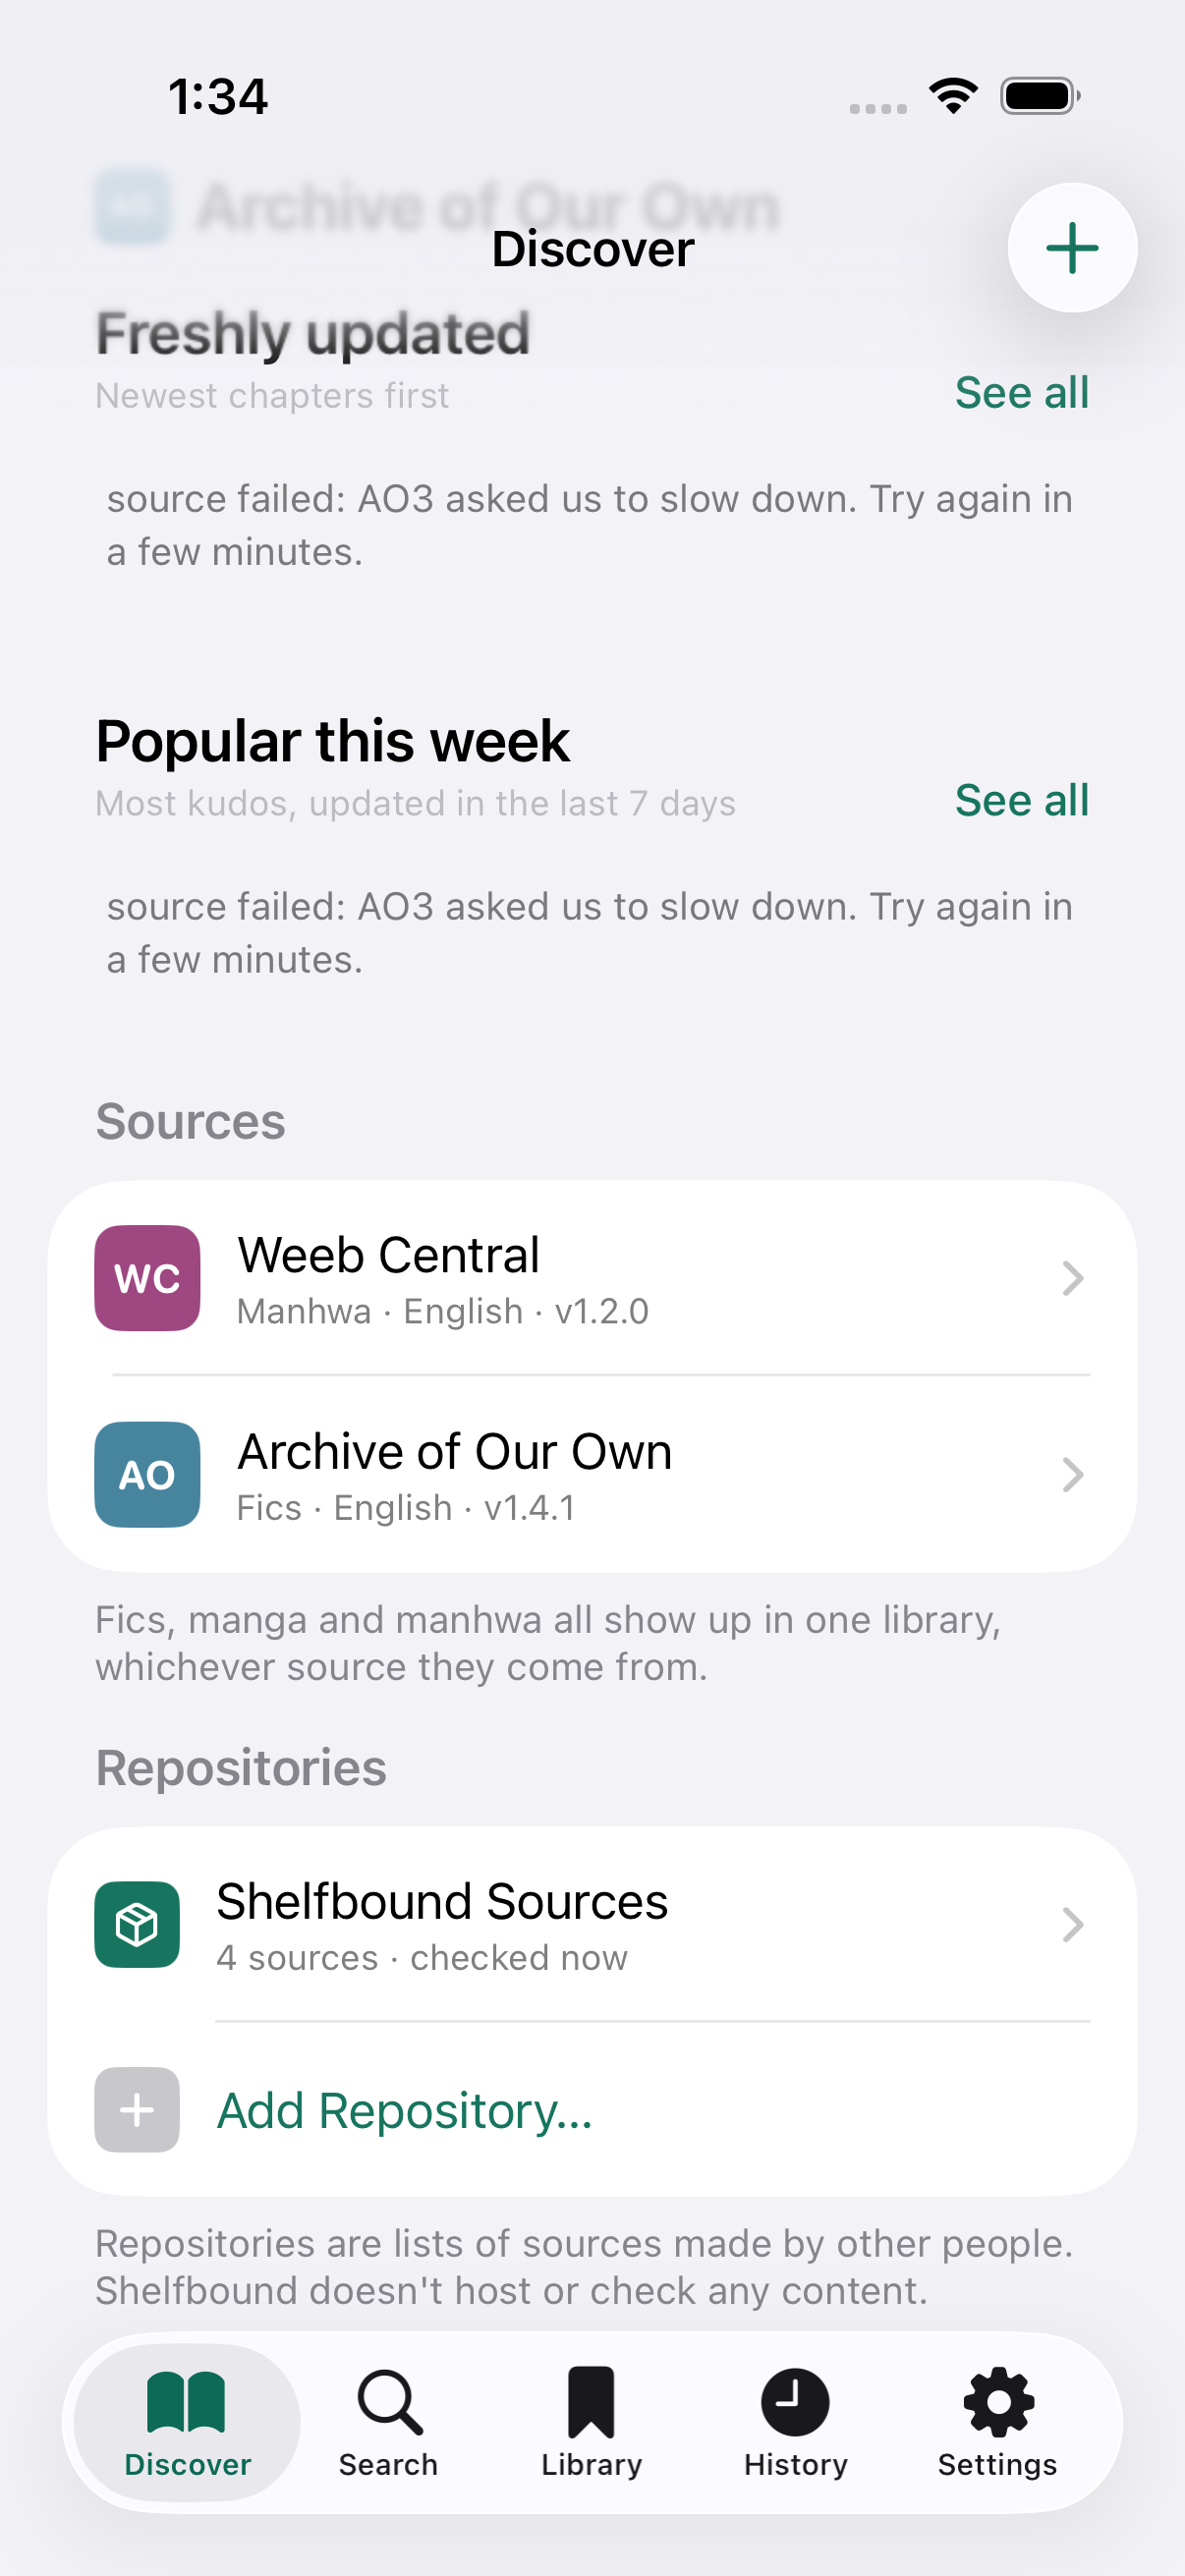 1:34
AO Archive of Our Own
Discover
Freshly updated
Newest chapters first
See all
source failed: AO3 asked us to slow down. Try again in
a few minutes.
Popular this week
Most kudos, updated in the last 7 days
See all
source failed: AO3 asked us to slow down. Try again in
a few minutes.
Sources
WC
Weeb Central
Manhwa · English · v1.2.0
AO
Archive of Our Own
Fics · English · v1.4.1
Fics, manga and manhwa all show up in one library,
whichever source they come from.
Repositories
Shelfbound Sources
4 sources · checked now
Add Repository...
Repositories are lists of sources made by other people.
Shelfbound doesn't host or check any content.
Discover
Search
Library
History
Settings